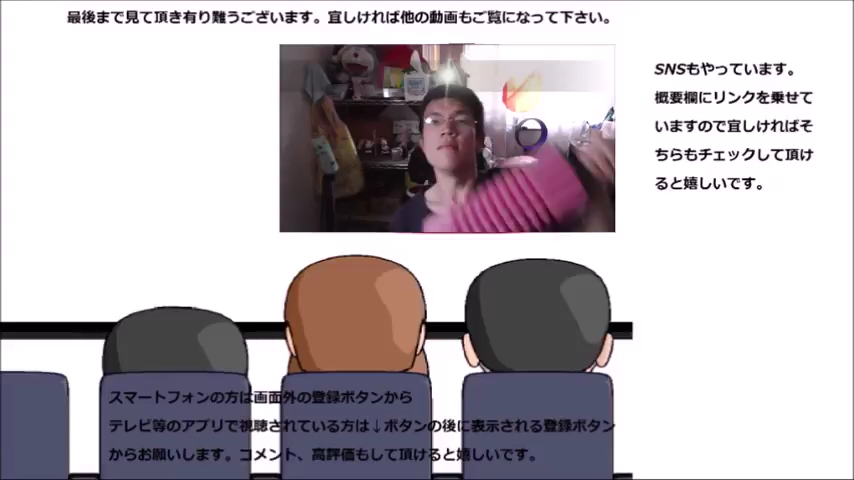 最後まで見て頂き有り難うございます。宜しければ他の動画もご覧になって下さい。
SNSもやっています。
概要欄にリンクを乗せて
いますので宜しければそ
ちらもチェックして頂け
ると嬉しいです。
スマートフォンの方は画面外の登録ボタンから
テレビ等のアプリで視聴されている方は↓ボタンの後に表示される登録ボタン
からお願いします。コメント、高評価もして頂けると嬉しいです。